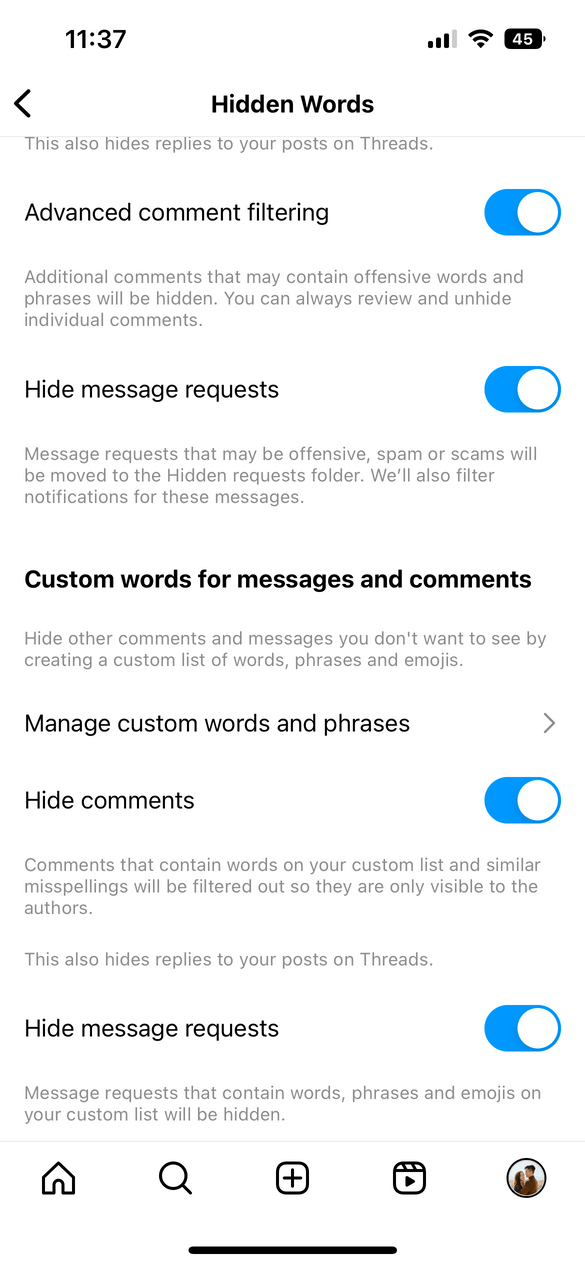 11:37
45
Hidden Words
This also hides replies to your posts on Threads.
Advanced comment filtering
Additional comments that may contain offensive words and
phrases will be hidden. You can always review and unhide
individual comments.
Hide message requests
Message requests that may be offensive, spam or scams will
be moved to the Hidden requests folder. We’ll also filter
notifications for these messages.
Custom words for messages and comments
Hide other comments and messages you don't want to see by
creating a custom list of words, phrases and emojis.
Manage custom words and phrases
Hide comments
Comments that contain words on your custom list and similar
misspellings will be filtered out so they are only visible to the
authors.
This also hides replies to your posts on Threads.
Hide message requests
Message requests that contain words, phrases and emojis on
your custom list will be hidden.